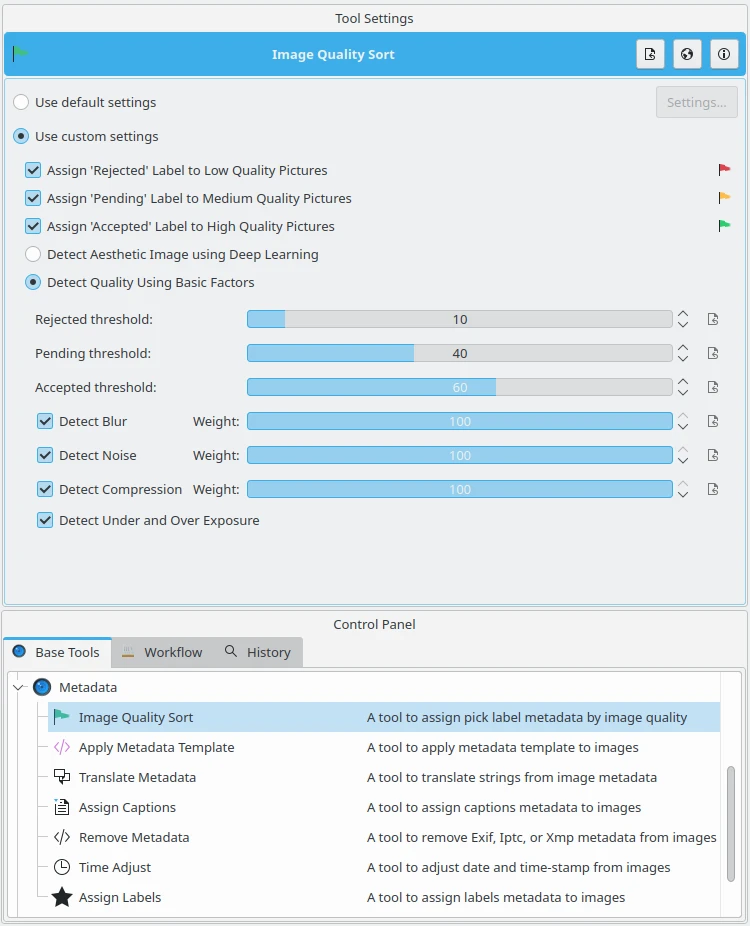 Tool Settings
Image Quality Sort
Use default settings
Settings...
Use custom settings
Assign 'Rejected' Label to Low Quality Pictures
Assign 'Pending' Label to Medium Quality Pictures
Assign 'Accepted' Label to High Quality Pictures
Detect Aesthetic Image using Deep Learning
Detect Quality Using Basic Factors
Rejected threshold: 10
Pending threshold: 40
Accepted threshold: 60
Detect Blur Weight: 100
Detect Noise Weight: 100
Detect Compression Weight: 100
Detect Under and Over Exposure
Control Panel
Base Tools Workflow History
Metadata
Image Quality Sort A tool to assign pick label metadata by image quality
Apply Metadata Template A tool to apply metadata template to images
Translate Metadata A tool to translate strings from image metadata
Assign Captions A tool to assign captions metadata to images
Remove Metadata A tool to remove Exif, Iptc, or Xmp metadata from images
Time Adjust A tool to adjust date and time-stamp from images
Assign Labels A tool to assign labels metadata to images